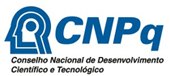 CNPq
Conselho Nacional de Desenvolvimento
Científico e Tecnológico